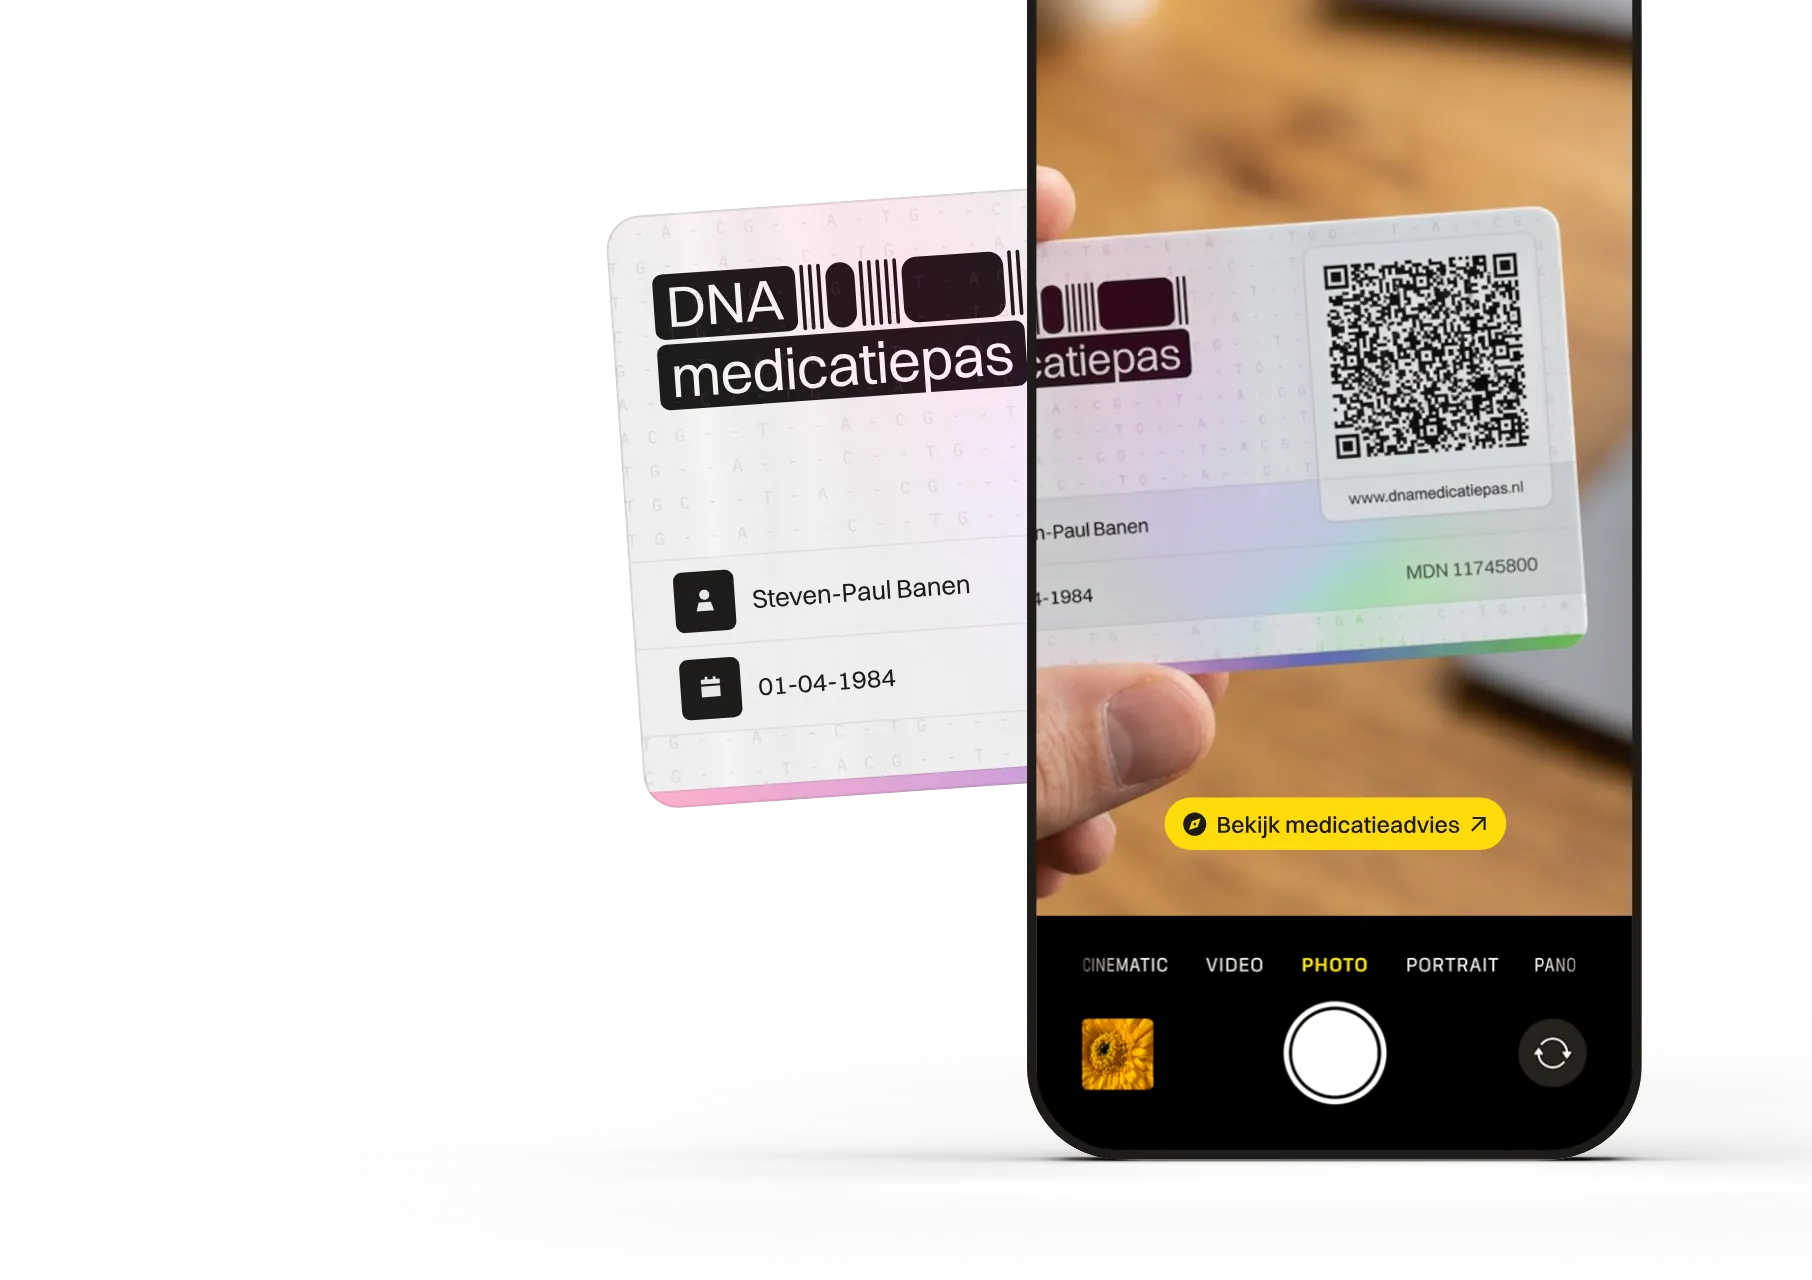 DNA
medicatiepas
Steven-Paul Banen
01-04-1984
catiepas
www.dnamedicatiepas.nl
n-Paul Banen
MDN 11745800
4-1984
Bekijk medicatieadvies
CINEMATIC VIDEO PHOTO PORTRAIT PANO